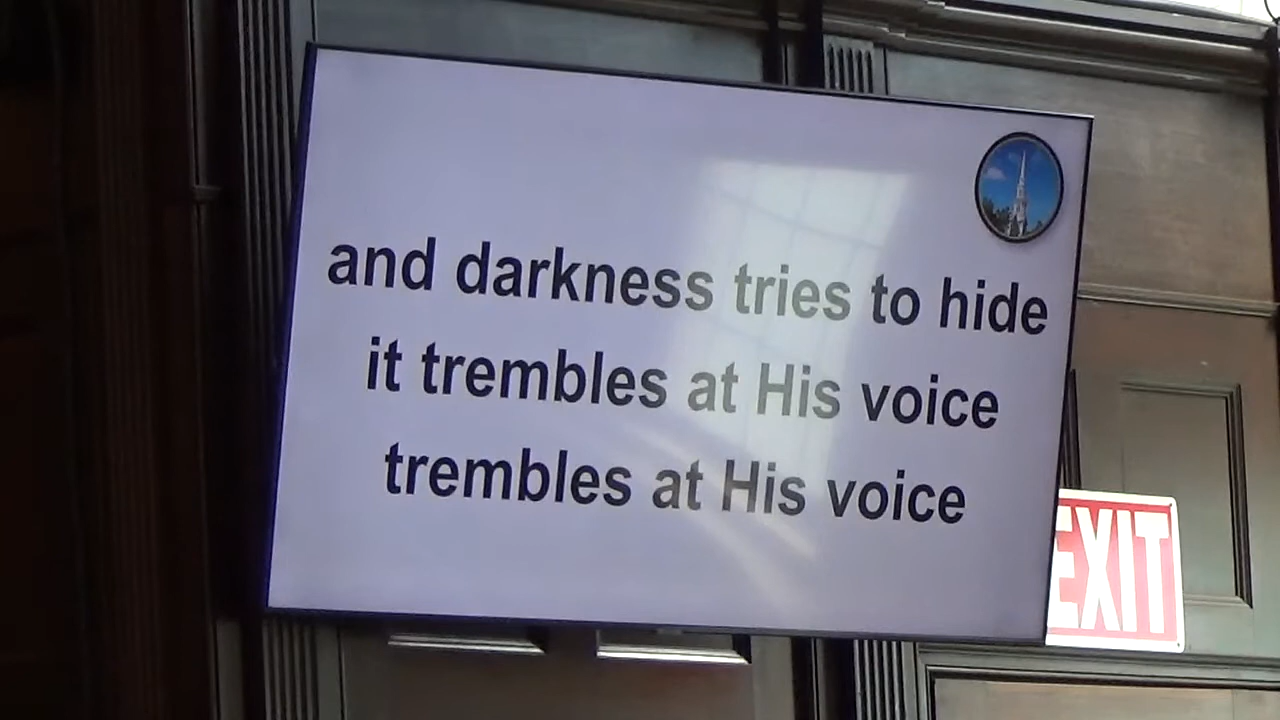 and darkness tries to hide
it trembles at His voice
trembles at His voice
EXIT